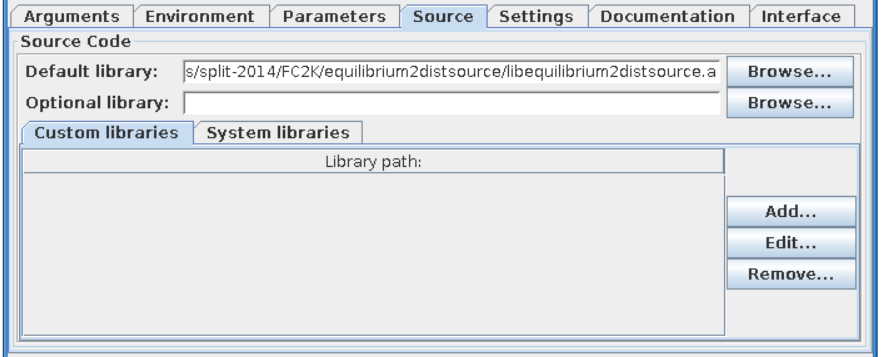 Arguments Environment Parameters Source Settings Documentation Interface
Source Code
Default library: s/split-2014/FC2K/equilibrium2distsource/libequilibrium2distsource.a Browse...
Optional library: Browse...
Custom libraries System libraries
Library path:
Add...
Edit...
Remove...